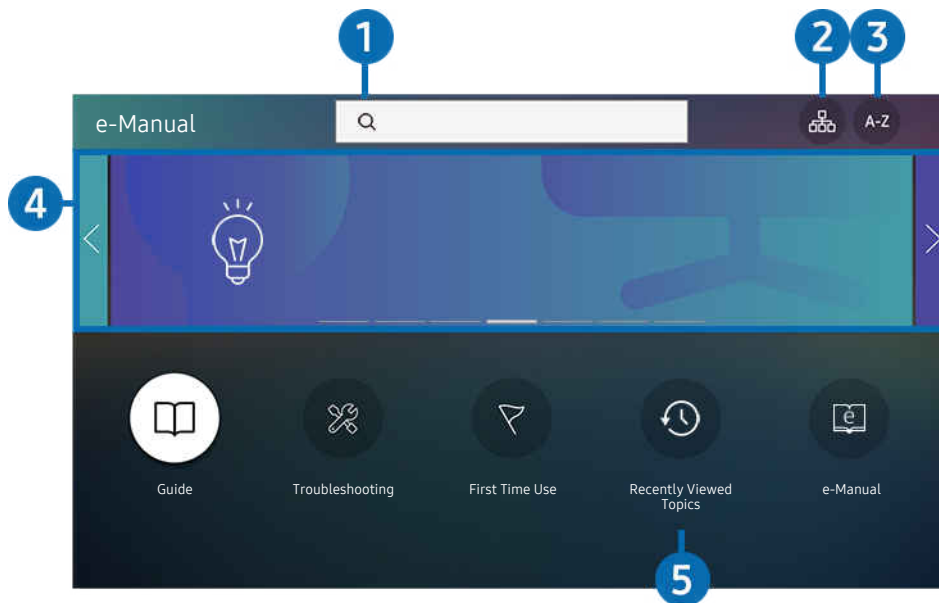 1
2
3
e-Manual
A-Z
4
Guide
Troubleshooting
First Time Use
Recently Viewed
Topics
e
e-Manual
5